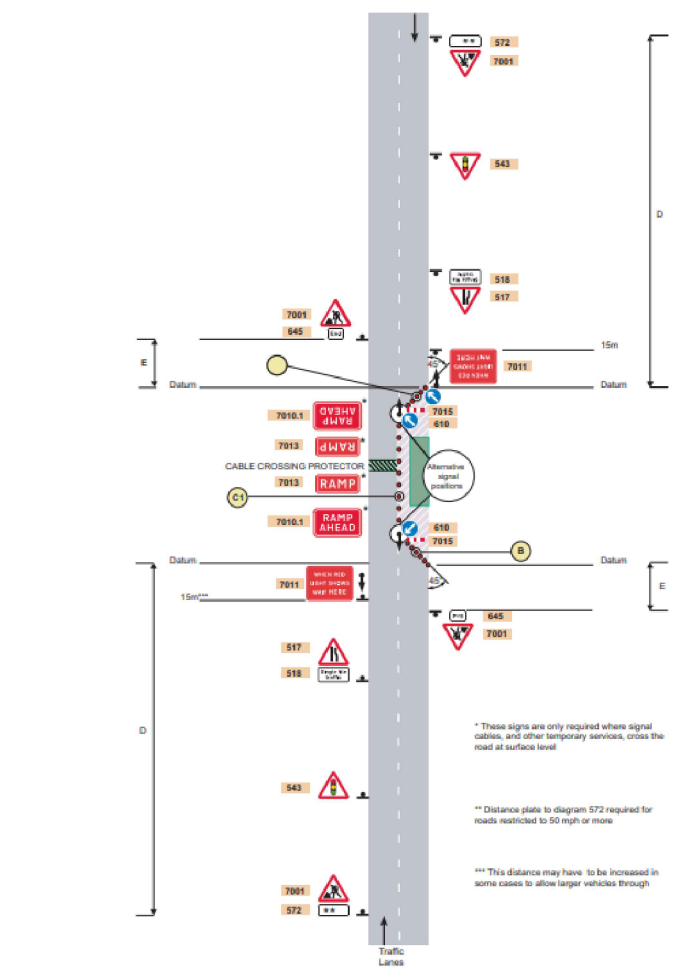 ** 572
7001
543
D
518
517
7001
645
End
15m
E
45°
WHEN RED
LIGHT SHOWS
WAIT HERE
7011
Datum
Datum
7010.1
RAMP
AHEAD
*
7015
610
7013
RAMP
*
CABLE CROSSING PROTECTOR
Alternative
signal
positions
7013
RAMP
*
C1
7010.1
RAMP
AHEAD
*
610
7015
B
Datum
Datum
7011
WHEN RED
LIGHT SHOWS
WAIT HERE
45°
E
15m***
645
End
7001
517
518
Single file
traffic
D
* These signs are only required where signal
cables, and other temporary services, cross the
road at surface level
543
** Distance plate to diagram 572 required for
roads restricted to 50 mph or more
*** This distance may have to be increased in
some cases to allow larger vehicles through
7001
572
**
Traffic
Lanes